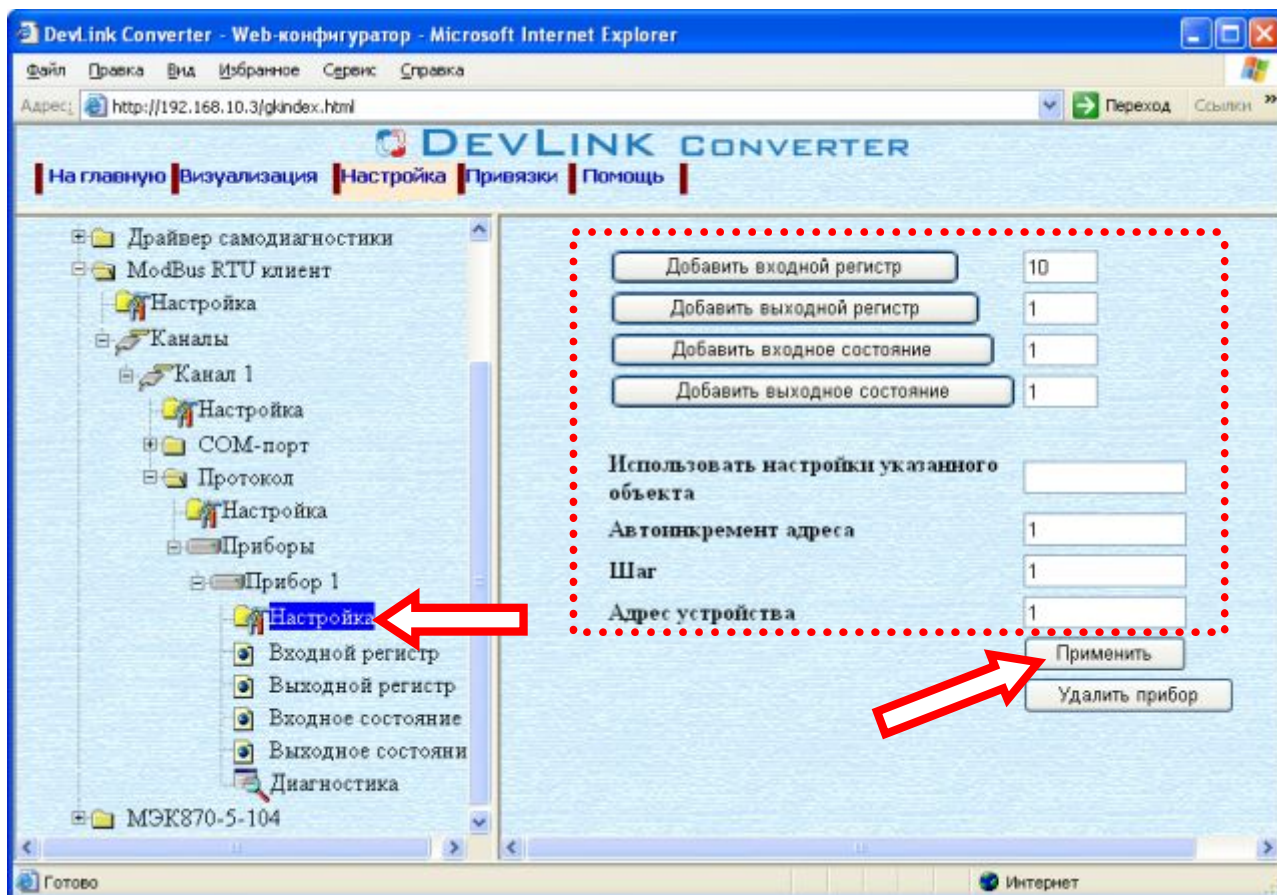 DevLink Converter - Web-конфигуратор - Microsoft Internet Explorer
Файл Правка Вид Избранное Сервис Справка
Адрес: http://192.168.10.3/gkindex.html Переход Ссылки »
DEVLINK CONVERTER
На главную Визуализация Настройка Привязки Помощь
Драйвер самодиагностики
ModBus RTU клиент
Настройка
Каналы
Канал 1
Настройка
COM-порт
Протокол
Настройка
Приборы
Прибор 1
Настройка
Входной регистр
Выходной регистр
Входное состояние
Выходное состояни
Диагностика
МЭК870-5-104
Добавить входной регистр 10
Добавить выходной регистр 1
Добавить входное состояние 1
Добавить выходное состояние 1
Использовать настройки указанного
объекта
Автоинкремент адреса 1
Шаг 1
Адрес устройства 1
Применить
Удалить прибор
Готово Интернет